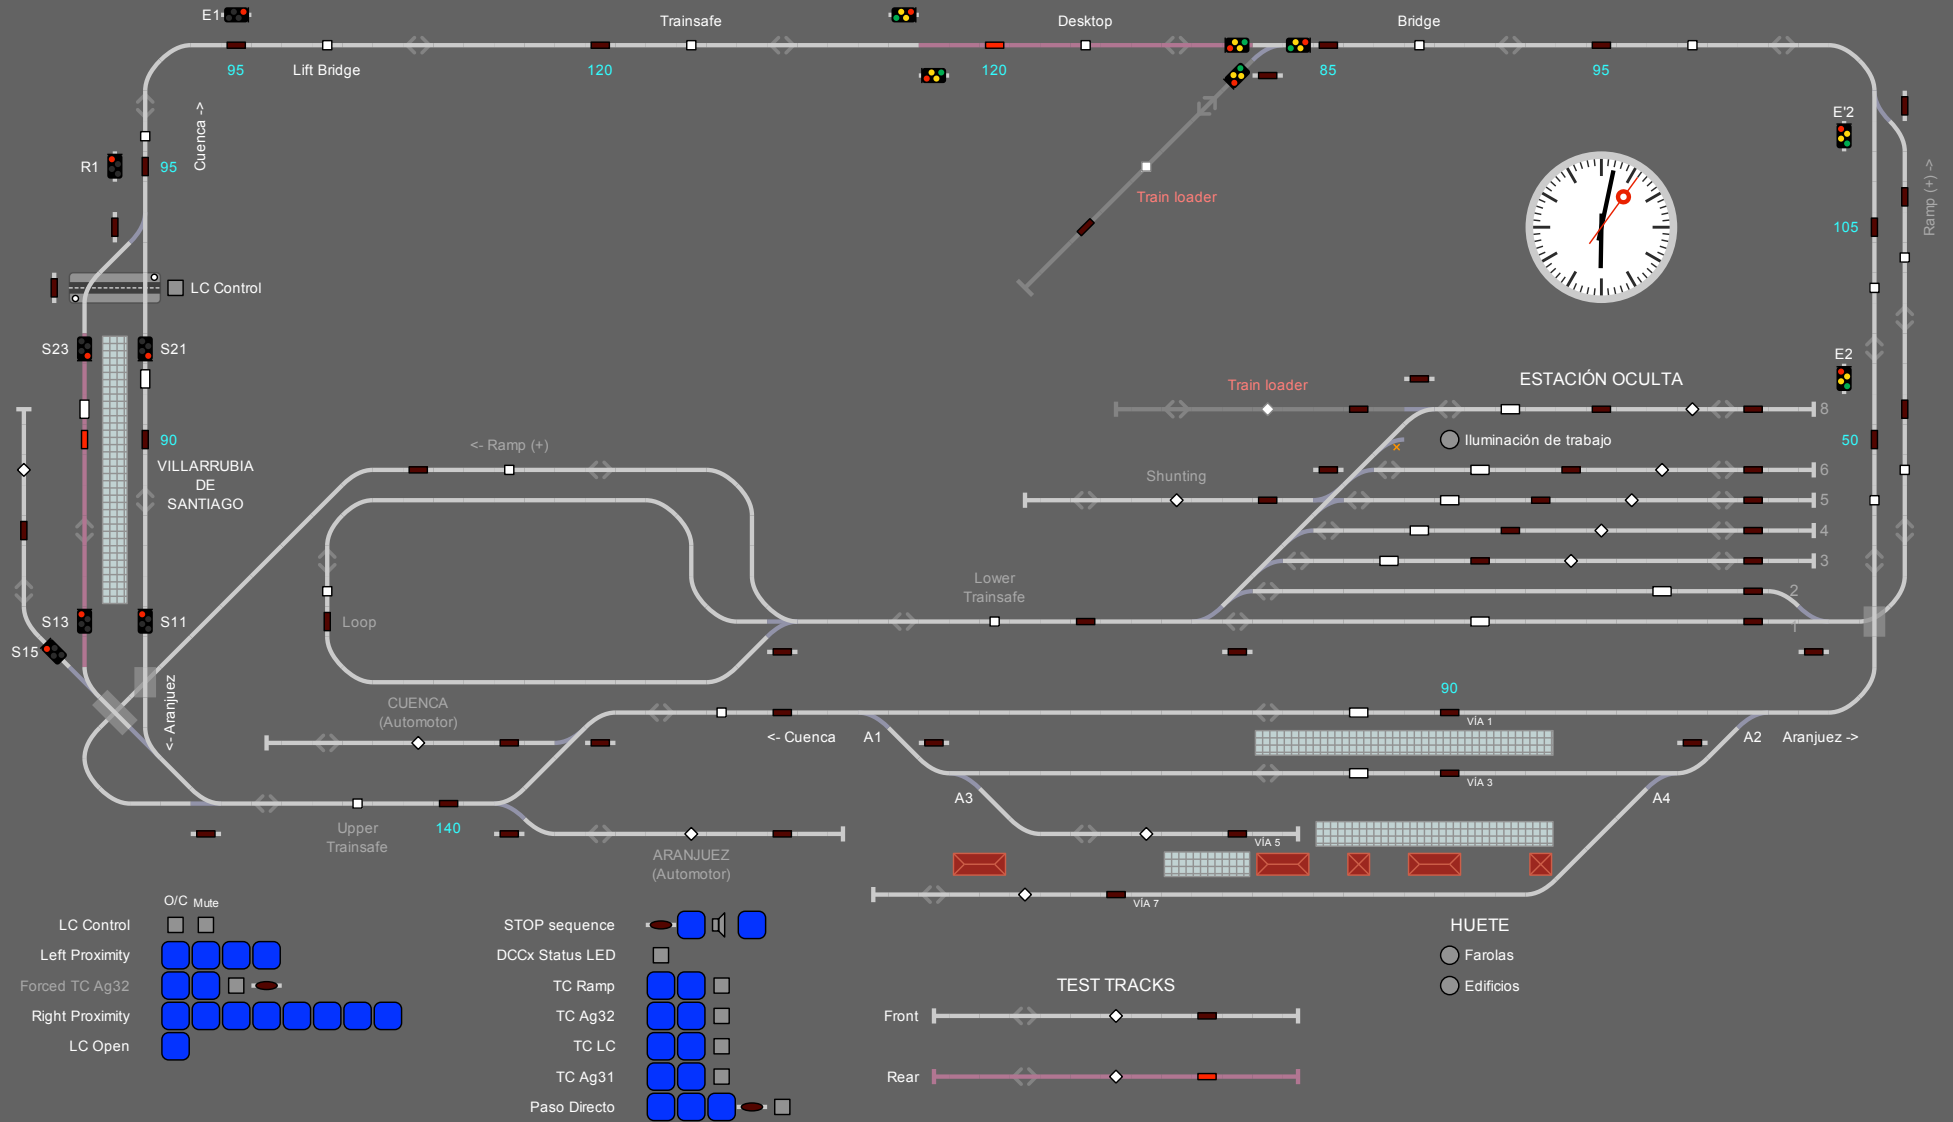 E1
Trainsafe
Desktop
Bridge
95
Lift Bridge
120
120
85
95
Cuenca ->
E'2
R1
95
Ramp (+) ->
Train loader
105
LC Control
S23
S21
E2
ESTACIÓN OCULTA
Train loader
8
90
<- Ramp (+)
Iluminación de trabajo
50
VILLARRUBIA
DE
SANTIAGO
Shunting
6
5
4
3
Lower
Trainsafe
2
1
S13
S11
Loop
S15
<- Aranjuez
90
CUENCA
(Automotor)
<- Cuenca
A1
VÍA 1
A2
Aranjuez ->
VÍA 3
A3
A4
Upper
Trainsafe
140
VÍA 5
ARANJUEZ
(Automotor)
VÍA 7
O/C
Mute
LC Control
STOP sequence
HUETE
Left Proximity
DCCx Status LED
Farolas
Forced TC Ag32
TC Ramp
TEST TRACKS
Edificios
Right Proximity
TC Ag32
Front
LC Open
TC LC
TC Ag31
Rear
Paso Directo